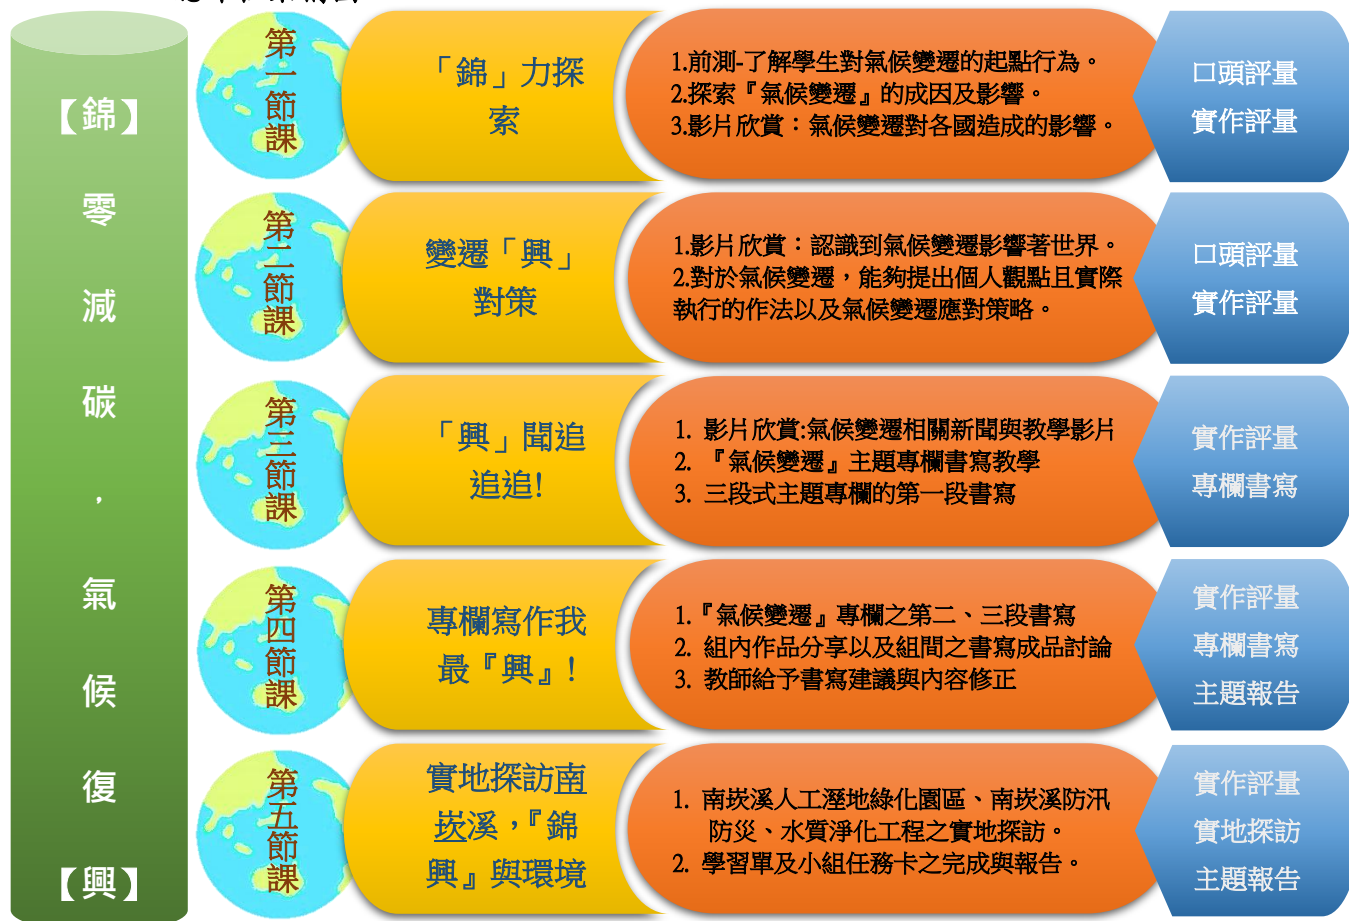 【錦】
零
減
碳
，
氣
候
復
【興】
第一節課
「錦」力探
索
1.前測-了解學生對氣候變遷的起點行為。
2.探索『氣候變遷』的成因及影響。
3.影片欣賞：氣候變遷對各國造成的影響。
口頭評量
實作評量
第二節課
變遷「興」
對策
1.影片欣賞：認識到氣候變遷影響著世界。
2.對於氣候變遷，能夠提出個人觀點且實際
執行的作法以及氣候變遷應對策略。
口頭評量
實作評量
第三節課
「興」聞追
追追!
1. 影片欣賞:氣候變遷相關新聞與教學影片
2. 『氣候變遷』主題專欄書寫教學
3. 三段式主題專欄的第一段書寫
實作評量
專欄書寫
第四節課
專欄寫作我
最『興』!
1.『氣候變遷』專欄之第二、三段書寫
2. 組內作品分享以及組間之書寫成品討論
3. 教師給予書寫建議與內容修正
實作評量
專欄書寫
主題報告
第五節課
實地探訪南
崁溪，『錦
興』與環境
1. 南崁溪人工溼地綠化園區、南崁溪防汛
防災、水質淨化工程之實地探訪。
2. 學習單及小組任務卡之完成與報告。
實作評量
實地探訪
主題報告